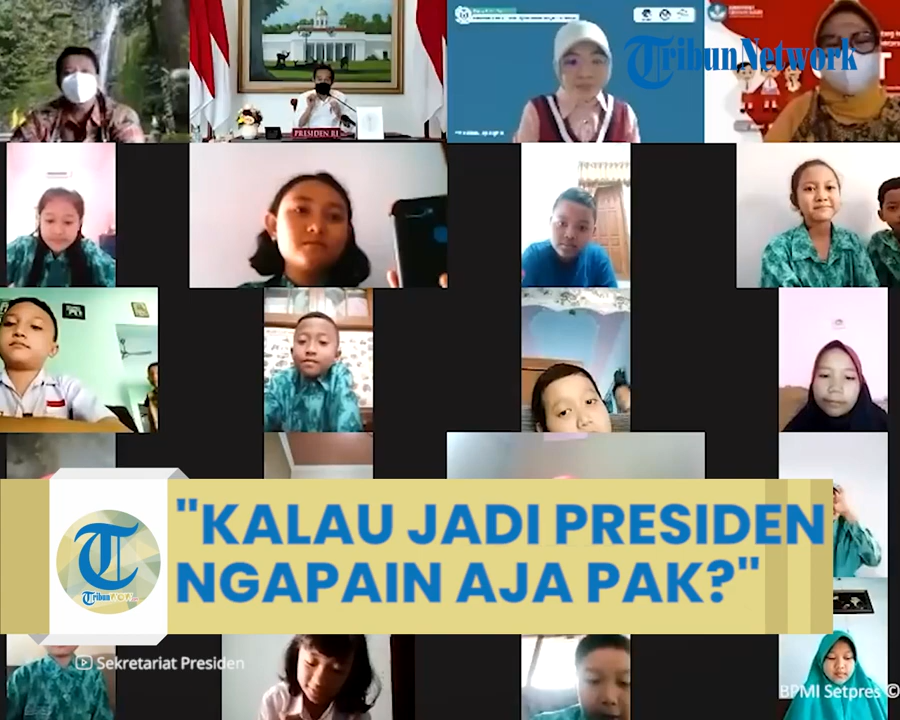 TribunNetwork
PRESIDEN RI
"KALAU JADI PRESIDEN
NGAPAIN AJA PAK?"
T
Sekretariat Presiden
BPMI Setpres ©